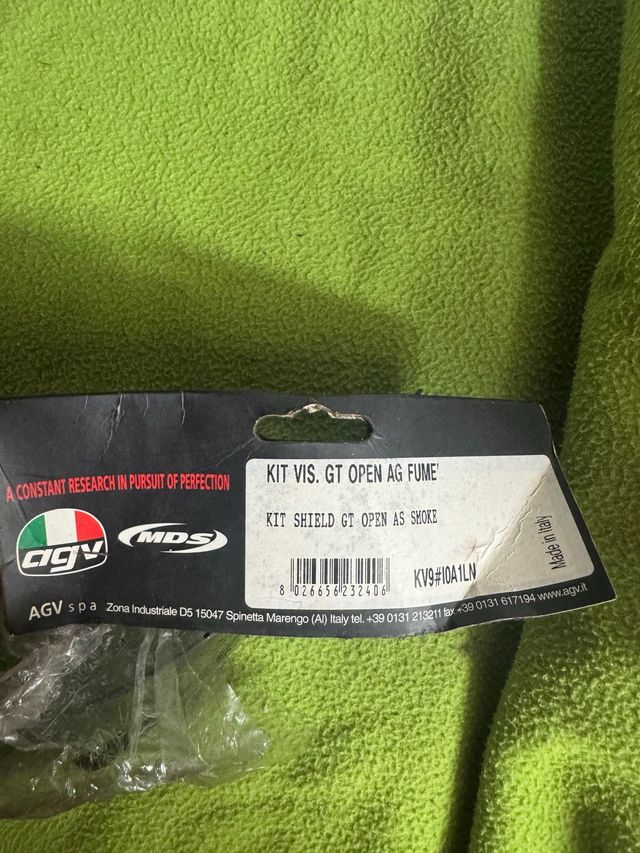 KIT VIS. GT OPEN AG FUME'
A CONSTANT RESEARCH IN PURSUIT OF PERFECTION
KIT SHIELD GT OPEN AS SMOKE
agv
MDS
Made in Italy
8 026656 232406
KV9#I0A1LN
AGV s p a Zona Industriale D5 15047 Spinetta Marengo (Al) Italy tel. +39 0131 213211 fax +39 0131 617194 www.agv.it